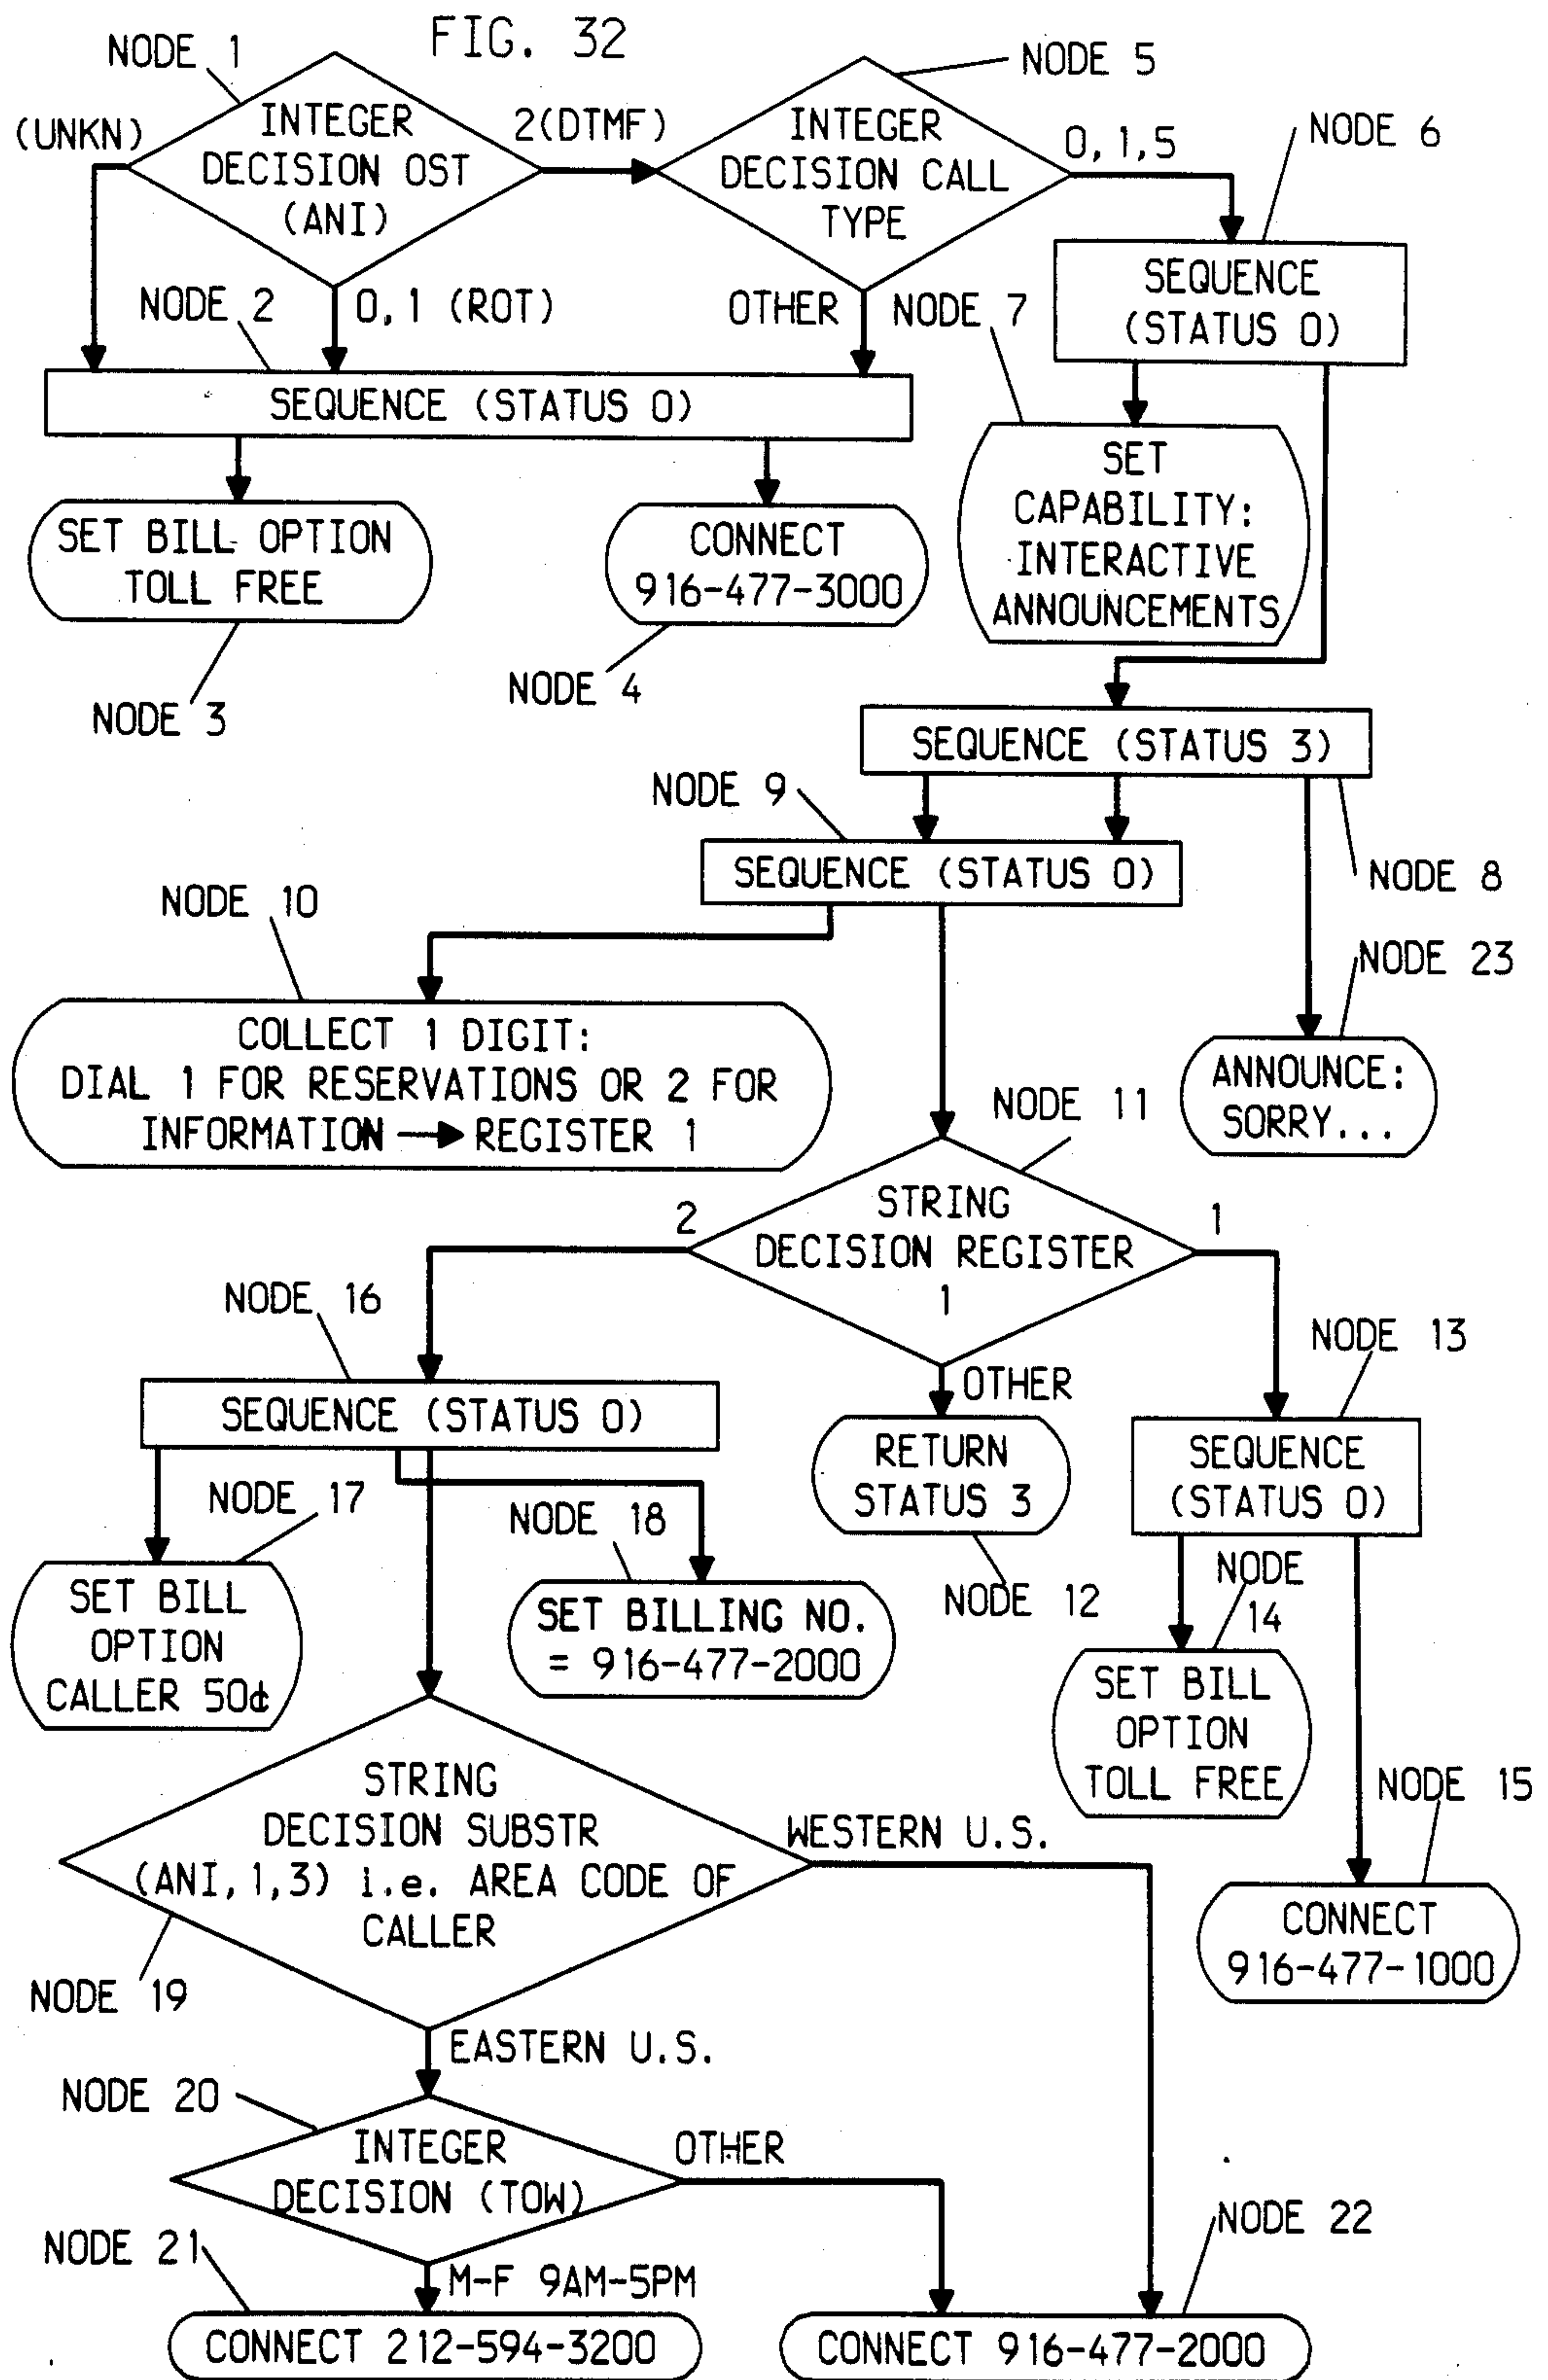 FIG. 32
NODE 1
NODE 5
(UNKN)
INTEGER
DECISION OST
(ANI)
2(DTMF)
INTEGER
DECISION CALL
TYPE
0,1,5
NODE 6
NODE 2
0,1 (ROT)
OTHER
NODE 7
SEQUENCE
(STATUS 0)
SEQUENCE (STATUS 0)
SET BILL OPTION
TOLL FREE
CONNECT
916-477-3000
SET
CAPABILITY:
INTERACTIVE
ANNOUNCEMENTS
NODE 3
NODE 4
SEQUENCE (STATUS 3)
NODE 9
SEQUENCE (STATUS 0)
NODE 8
NODE 10
NODE 23
COLLECT 1 DIGIT:
DIAL 1 FOR RESERVATIONS OR 2 FOR
INFORMATION → REGISTER 1
ANNOUNCE:
SORRY...
NODE 11
2
STRING
DECISION REGISTER
1
1
NODE 16
NODE 13
SEQUENCE (STATUS 0)
OTHER
RETURN
STATUS 3
SEQUENCE
(STATUS 0)
NODE 17
NODE 18
NODE 12
NODE
14
SET BILL
OPTION
CALLER 50¢
SET BILLING NO.
= 916-477-2000
SET BILL
OPTION
TOLL FREE
NODE 15
STRING
DECISION SUBSTR
(ANI,1,3) i.e. AREA CODE OF
CALLER
WESTERN U.S.
CONNECT
916-477-1000
NODE 19
EASTERN U.S.
NODE 20
INTEGER
DECISION (TOW)
OTHER
NODE 21
M-F 9AM-5PM
NODE 22
CONNECT 212-594-3200
CONNECT 916-477-2000